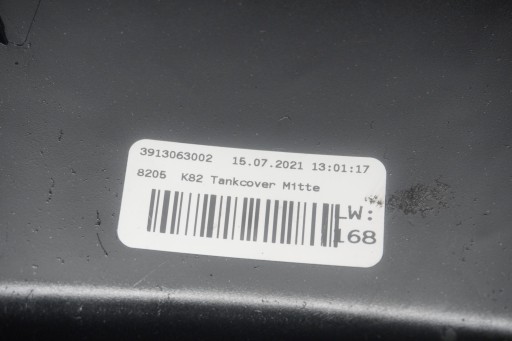 3913063002 15.07.2021 13:01:17
8205 K82 Tankcover Mitte
LW:
168